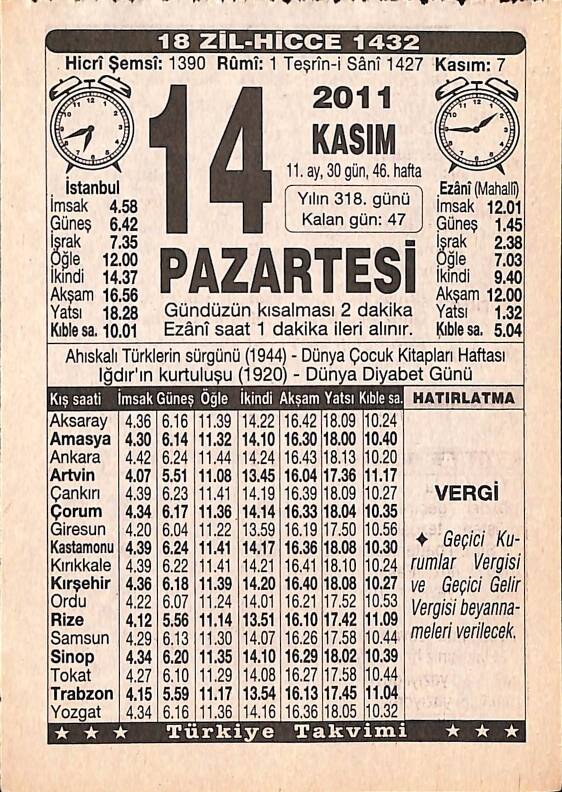 18 ZİL-HİCCE 1432
Hicrî Şemsî: 1390 Rûmî: 1 Teşrîn-i Sânî 1427 Kasım: 7
14
2011
KASIM
11. ay, 30 gün, 46. hafta
Yılın 318. günü
Kalan gün: 47
PAZARTESİ
Gündüzün kısalması 2 dakika
Ezânî saat 1 dakika ileri alınır.
İstanbul
İmsak 4.58
Güneş 6.42
İşrak 7.35
Öğle 12.00
İkindi 14.37
Akşam 16.56
Yatsı 18.28
Kıble sa. 10.01
Ezânî (Mahallî)
İmsak 12.01
Güneş 1.45
İşrak 2.38
Öğle 7.03
İkindi 9.40
Akşam 12.00
Yatsı 1.32
Kıble sa. 5.04
Ahıskalı Türklerin sürgünü (1944) - Dünya Çocuk Kitapları Haftası
Iğdır'ın kurtuluşu (1920) - Dünya Diyabet Günü
Kış saati İmsak Güneş Öğle İkindi Akşam Yatsı Kıble sa.
Aksaray 4.36 6.16 11.39 14.22 16.42 18.09 10.24
Amasya 4.30 6.14 11.32 14.10 16.30 18.00 10.40
Ankara 4.42 6.24 11.44 14.24 16.43 18.13 10.20
Artvin 4.07 5.51 11.08 13.45 16.04 17.36 11.17
Çankırı 4.39 6.23 11.41 14.19 16.39 18.09 10.27
Çorum 4.34 6.17 11.36 14.14 16.33 18.04 10.35
Giresun 4.20 6.04 11.22 13.59 16.19 17.50 10.56
Kastamonu 4.39 6.24 11.41 14.17 16.36 18.08 10.30
Kırıkkale 4.39 6.22 11.41 14.21 16.41 18.10 10.24
Kırşehir 4.36 6.18 11.39 14.20 16.40 18.08 10.27
Ordu 4.22 6.07 11.24 14.01 16.21 17.52 10.53
Rize 4.12 5.56 11.14 13.51 16.10 17.42 11.09
Samsun 4.29 6.13 11.30 14.07 16.26 17.58 10.44
Sinop 4.34 6.20 11.35 14.10 16.29 18.02 10.39
Tokat 4.27 6.10 11.29 14.08 16.27 17.58 10.44
Trabzon 4.15 5.59 11.17 13.54 16.13 17.45 11.04
Yozgat 4.34 6.16 11.36 14.16 16.36 18.05 10.32
HATIRLATMA
VERGİ
✦ Geçici Ku-
rumlar Vergisi
ve Geçici Gelir
Vergisi beyanna-
meleri verilecek.
★ ★ ★ Türkiye Takvimi ★ ★ ★